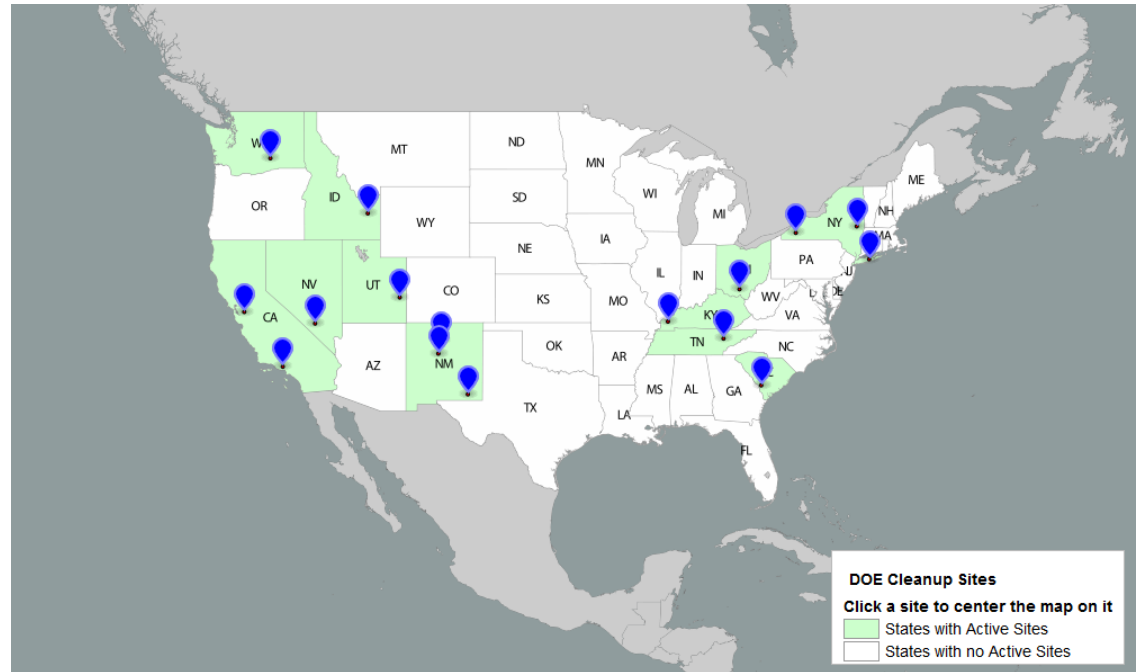 MT
ND
MN
ME
ID
SD
WI
MI
NH
OR
WY
NY
MA
IA
NE
PA
NV
UT
IL
IN
NJ
CO
WV
DE
CA
KS
MO
KY
VA
TN
NC
AZ
NM
OK
AR
MS
AL
GA
TX
LA
FL
DOE Cleanup Sites
Click a site to center the map on it
States with Active Sites
States with no Active Sites